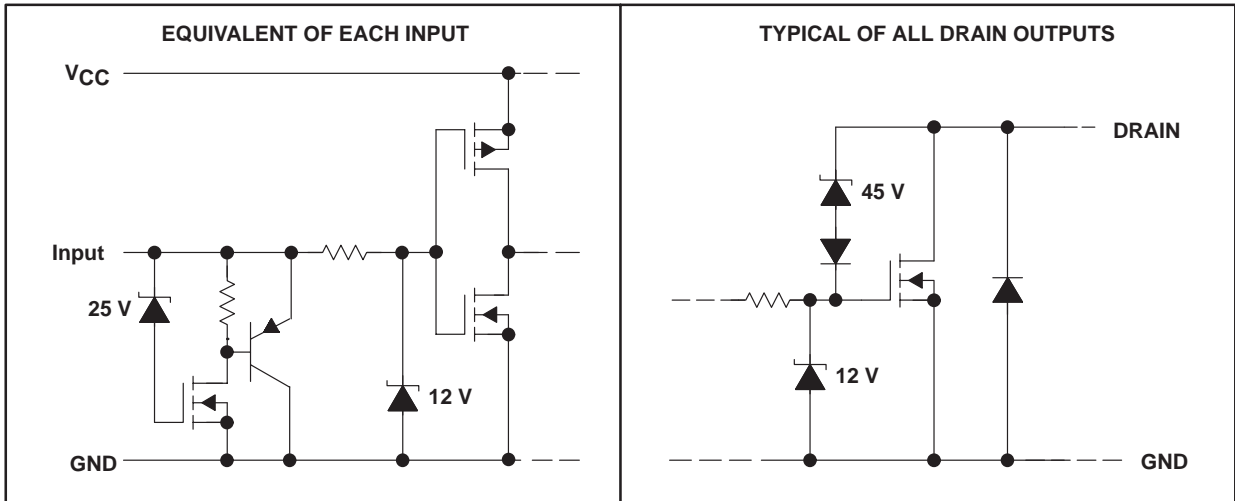 EQUIVALENT OF EACH INPUT
VCC
Input
25 V
12 V
GND
TYPICAL OF ALL DRAIN OUTPUTS
DRAIN
45 V
12 V
GND